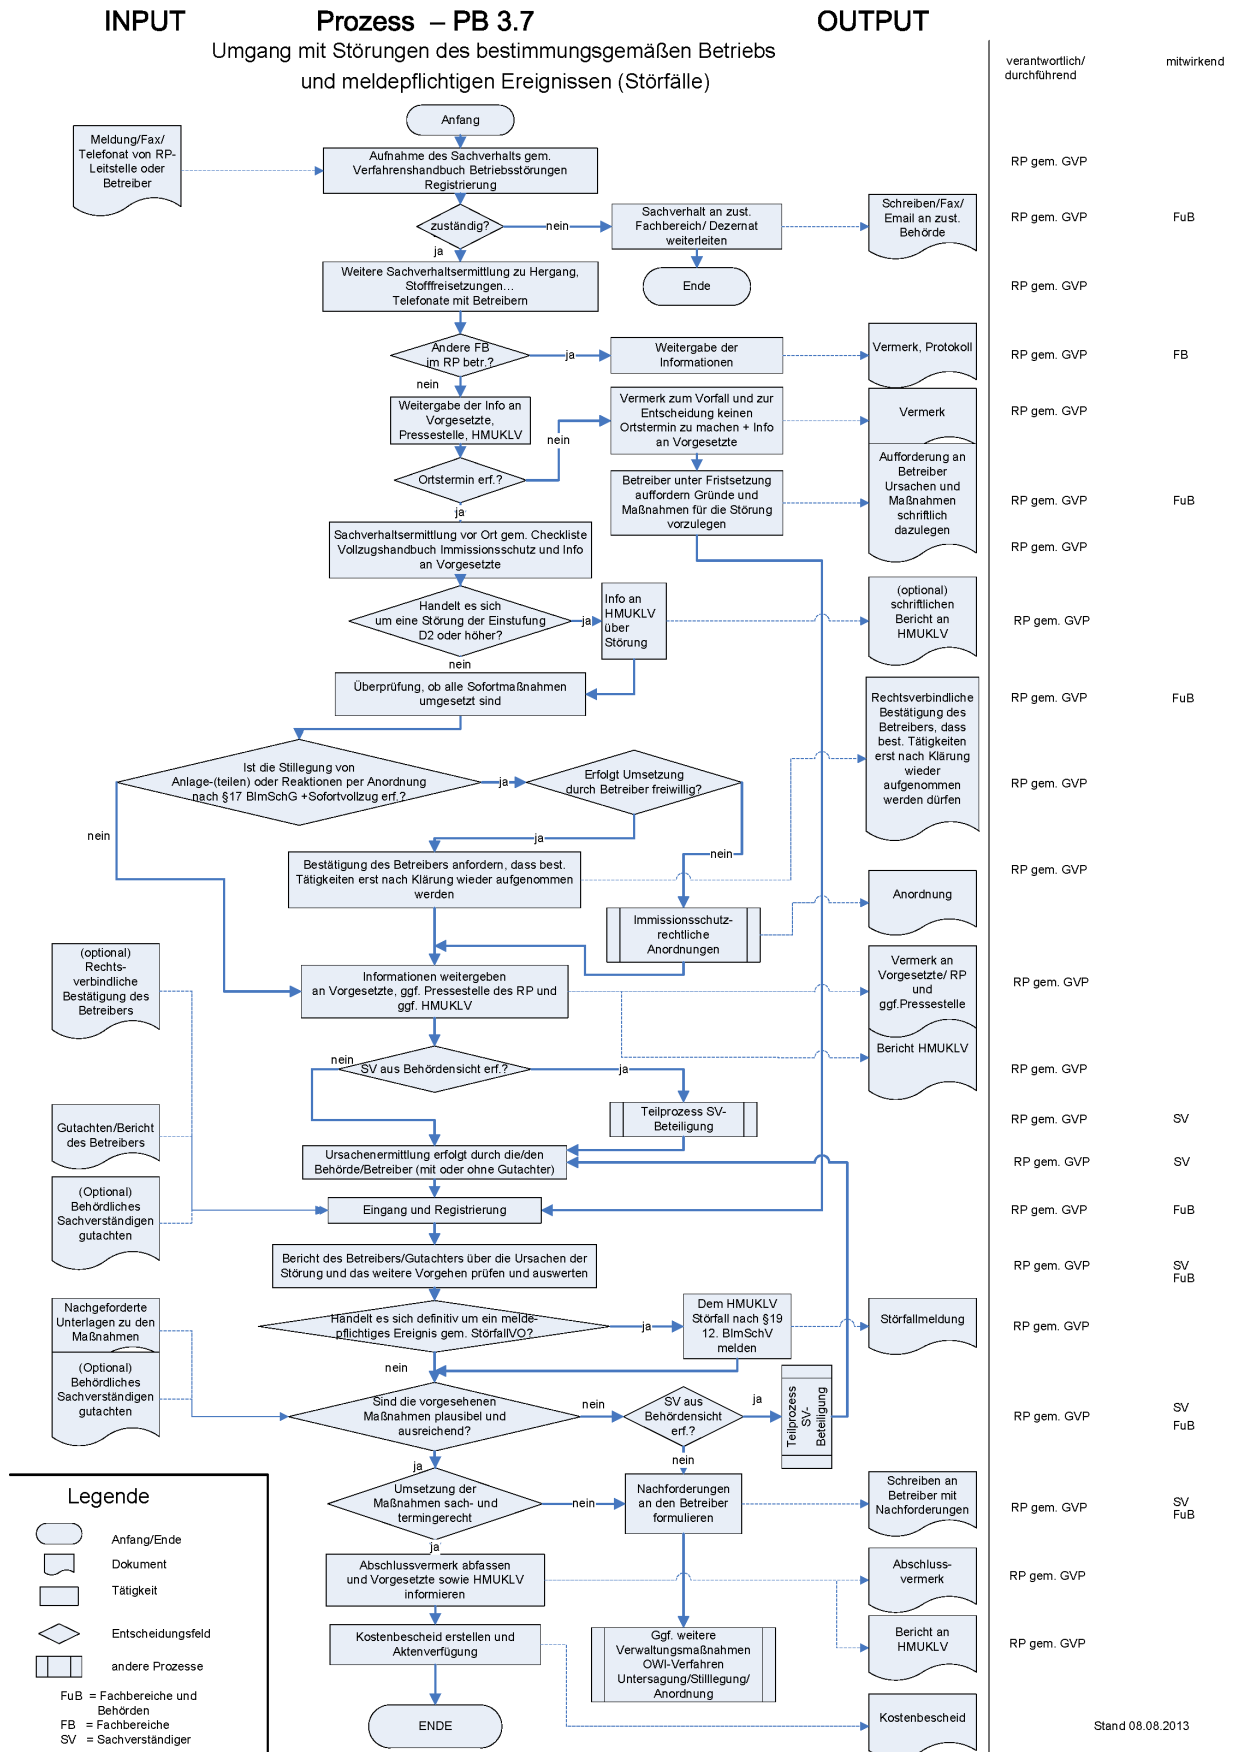 INPUT
Prozess – PB 3.7
OUTPUT
Umgang mit Störungen des bestimmungsgemäßen Betriebs
und meldepflichtigen Ereignissen (Störfälle)
verantwortlich/
durchführend
mitwirkend
Anfang
Meldung/Fax/
Telefonat von RP-
Leitstelle oder
Betreiber
Aufnahme des Sachverhalts gem.
Verfahrenshandbuch Betriebsstörungen
Registrierung
RP gem. GVP
zuständig?
nein
Sachverhalt an zust.
Fachbereich/ Dezernat
weiterleiten
Schreiben/Fax/
Email an zust.
Behörde
RP gem. GVP
FuB
ja
Weitere Sachverhaltsermittlung zu Hergang,
Stofffreisetzungen...
Telefonate mit Betreibern
Ende
RP gem. GVP
Andere FB
im RP betr.?
ja
Weitergabe der
Informationen
Vermerk, Protokoll
RP gem. GVP
FB
nein
Weitergabe der Info an
Vorgesetzte,
Pressestelle, HMUKLV
Vermerk zum Vorfall und zur
Entscheidung keinen
Ortstermin zu machen + Info
an Vorgesetzte
Vermerk
RP gem. GVP
nein
Ortstermin erf.?
Betreiber unter Fristsetzung
auffordern Gründe und
Maßnahmen für die Störung
vorzulegen
Aufforderung an
Betreiber
Ursachen und
Maßnahmen
schriftlich
dazulegen
RP gem. GVP
FuB
ja
Sachverhaltsermittlung vor Ort gem. Checkliste
Vollzugshandbuch Immissionsschutz und Info
an Vorgesetzte
RP gem. GVP
Handelt es sich
um eine Störung der Einstufung
D2 oder höher?
ja
Info an
HMUKLV
über
Störung
(optional)
schriftlichen
Bericht an
HMUKLV
RP gem. GVP
nein
Überprüfung, ob alle Sofortmaßnahmen
umgesetzt sind
Rechtsverbindliche
Bestätigung des
Betreibers, dass
best. Tätigkeiten
erst nach Klärung
wieder
aufgenommen
werden dürfen
RP gem. GVP
FuB
Ist die Stillegung von
Anlage-(teilen) oder Reaktionen per Anordnung
nach §17 BImSchG +Sofortvollzug erf.?
ja
Erfolgt Umsetzung
durch Betreiber freiwillig?
RP gem. GVP
nein
ja
nein
Bestätigung des Betreibers anfordern, dass best.
Tätigkeiten erst nach Klärung wieder aufgenommen
werden
RP gem. GVP
Immissionsschutz-
rechtliche
Anordnungen
Anordnung
(optional)
Rechts-
verbindliche
Bestätigung des
Betreibers
Informationen weitergeben
an Vorgesetzte, ggf. Pressestelle des RP und
ggf. HMUKLV
Vermerk an
Vorgesetzte/ RP
und
ggf.Pressestelle
RP gem. GVP
Bericht HMUKLV
nein
SV aus Behördensicht erf.?
ja
RP gem. GVP
Teilprozess SV-
Beteiligung
RP gem. GVP
SV
Gutachten/Bericht
des Betreibers
Ursachenermittlung erfolgt durch die/den
Behörde/Betreiber (mit oder ohne Gutachter)
RP gem. GVP
SV
(Optional)
Behördliches
Sachverständigen
gutachten
Eingang und Registrierung
RP gem. GVP
FuB
Bericht des Betreibers/Gutachters über die Ursachen der
Störung und das weitere Vorgehen prüfen und auswerten
RP gem. GVP
SV
FuB
Nachgeforderte
Unterlagen zu den
Maßnahmen
Handelt es sich definitiv um ein melde-
pflichtiges Ereignis gem. StörfallVO?
ja
Dem HMUKLV
Störfall nach §19
12. BImSchV
melden
Störfallmeldung
RP gem. GVP
nein
(Optional)
Behördliches
Sachverständigen
gutachten
Sind die vorgesehenen
Maßnahmen plausibel und
ausreichend?
nein
SV aus
Behördensicht
erf.?
ja
Teilprozess
SV-
Beteiligung
RP gem. GVP
SV
FuB
ja
nein
Umsetzung der
Maßnahmen sach- und
termingerecht
nein
Nachforderungen
an den Betreiber
formulieren
Schreiben an
Betreiber mit
Nachforderungen
RP gem. GVP
SV
FuB
ja
Abschlussvermerk abfassen
und Vorgesetzte sowie HMUKLV
informieren
Abschluss-
vermerk
RP gem. GVP
Kostenbescheid erstellen und
Aktenverfügung
Ggf. weitere
Verwaltungsmaßnahmen
OWI-Verfahren
Untersagung/Stilllegung/
Anordnung
Bericht an
HMUKLV
RP gem. GVP
ENDE
Kostenbescheid
Stand 08.08.2013
Legende
Anfang/Ende
Dokument
Tätigkeit
Entscheidungsfeld
andere Prozesse
FuB = Fachbereiche und
Behörden
FB = Fachbereiche
SV = Sachverständiger